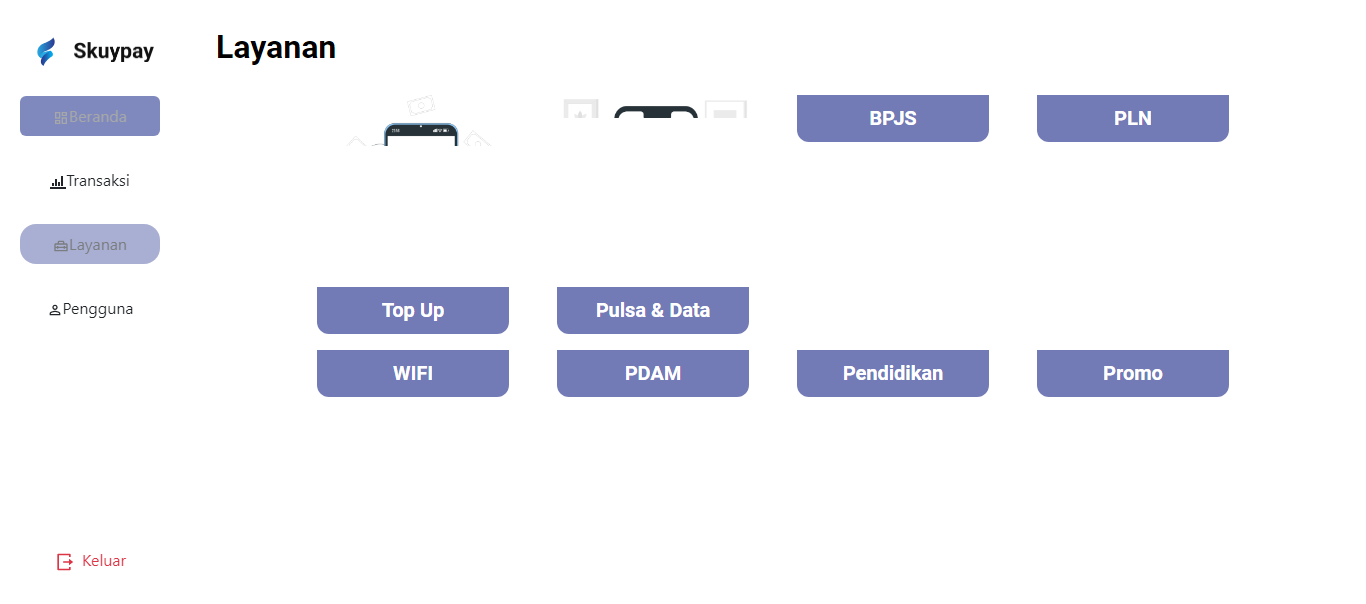 Skuypay
Beranda
Transaksi
Layanan
Pengguna
Keluar
Layanan
BPJS
PLN
Top Up
Pulsa & Data
WIFI
PDAM
Pendidikan
Promo